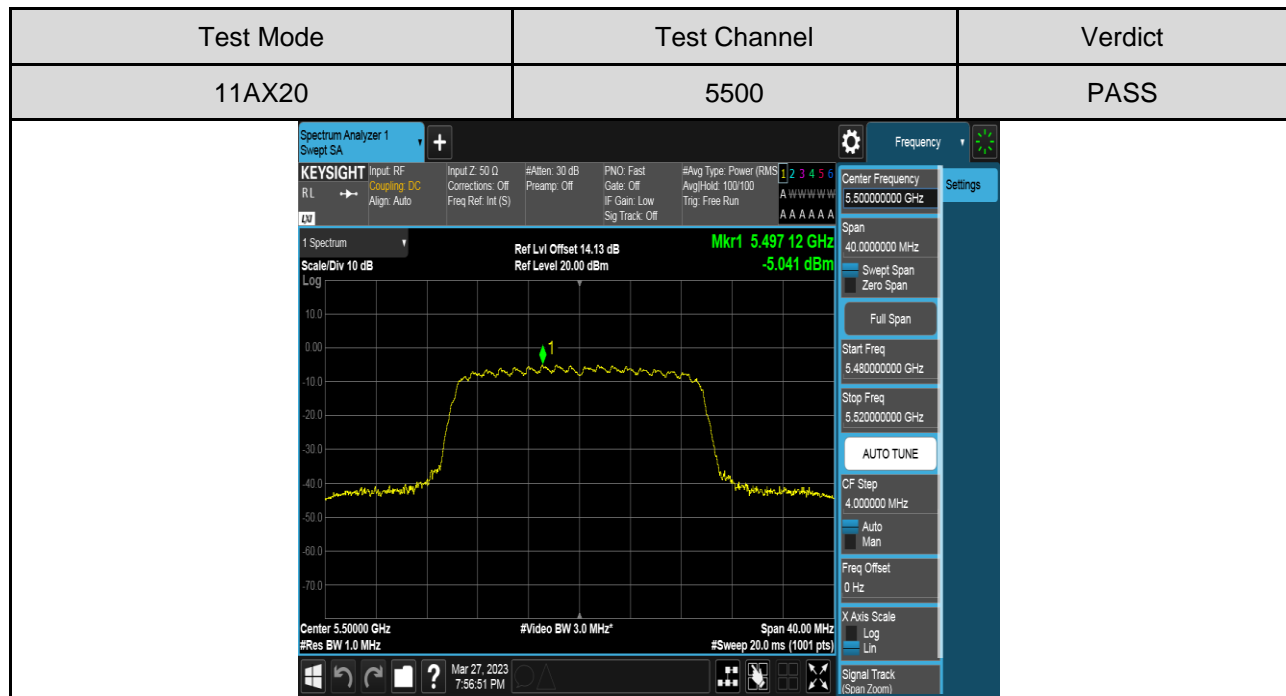 Test Mode Test Channel Verdict
11AX20 5500 PASS
Spectrum Analyzer 1
Swept SA
+
Frequency
KEYSIGHT
R L
LXI
Input: RF
Coupling: DC
Align: Auto
Input Z: 50 Ω
Corrections: Off
Freq Ref: Int (S)
#Atten: 30 dB
Preamp: Off
PNO: Fast
Gate: Off
IF Gain: Low
Sig Track: Off
#Avg Type: Power (RMS
Avg|Hold: 100/100
Trig: Free Run
1 2 3 4 5 6
A W W W W W
A A A A A A
1 Spectrum
Scale/Div 10 dB
Log
Ref Lvl Offset 14.13 dB
Ref Level 20.00 dBm
Mkr1 5.497 12 GHz
-5.041 dBm
10.0
0.00
-10.0
-20.0
-30.0
-40.0
-50.0
-60.0
-70.0
1
Center 5.50000 GHz
#Res BW 1.0 MHz
#Video BW 3.0 MHz*
Span 40.00 MHz
#Sweep 20.0 ms (1001 pts)
?
Mar 27, 2023
7:56:51 PM
Center Frequency
5.500000000 GHz
Span
40.0000000 MHz
Swept Span
Zero Span
Full Span
Start Freq
5.480000000 GHz
Stop Freq
5.520000000 GHz
AUTO TUNE
CF Step
4.000000 MHz
Auto
Man
Freq Offset
0 Hz
X Axis Scale
Log
Lin
Signal Track
(Span Zoom)
Settings